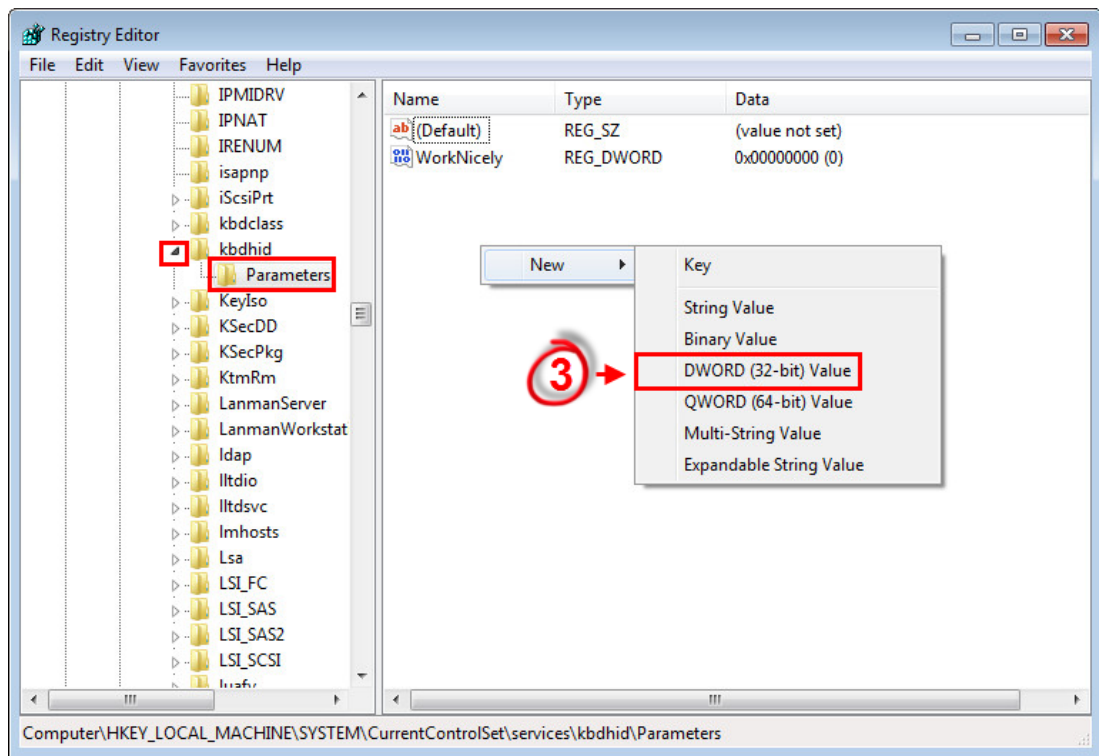 Registry Editor
File Edit View Favorites Help
IPMIDRV
IPNAT
IRENUM
isapnp
iScsiPrt
kbdclass
kbdhid
Parameters
KeyIso
KSecDD
KSecPkg
KtmRm
LanmanServer
LanmanWorkstat
ldap
lltdio
lltdsvc
lmhosts
Lsa
LSI_FC
LSI_SAS
LSI_SAS2
LSI_SCSI
luafv
Name Type Data
ab (Default) REG_SZ (value not set)
WorkNicely REG_DWORD 0x00000000 (0)
New
Key
String Value
Binary Value
3 DWORD (32-bit) Value
QWORD (64-bit) Value
Multi-String Value
Expandable String Value
Computer\HKEY_LOCAL_MACHINE\SYSTEM\CurrentControlSet\services\kbdhid\Parameters